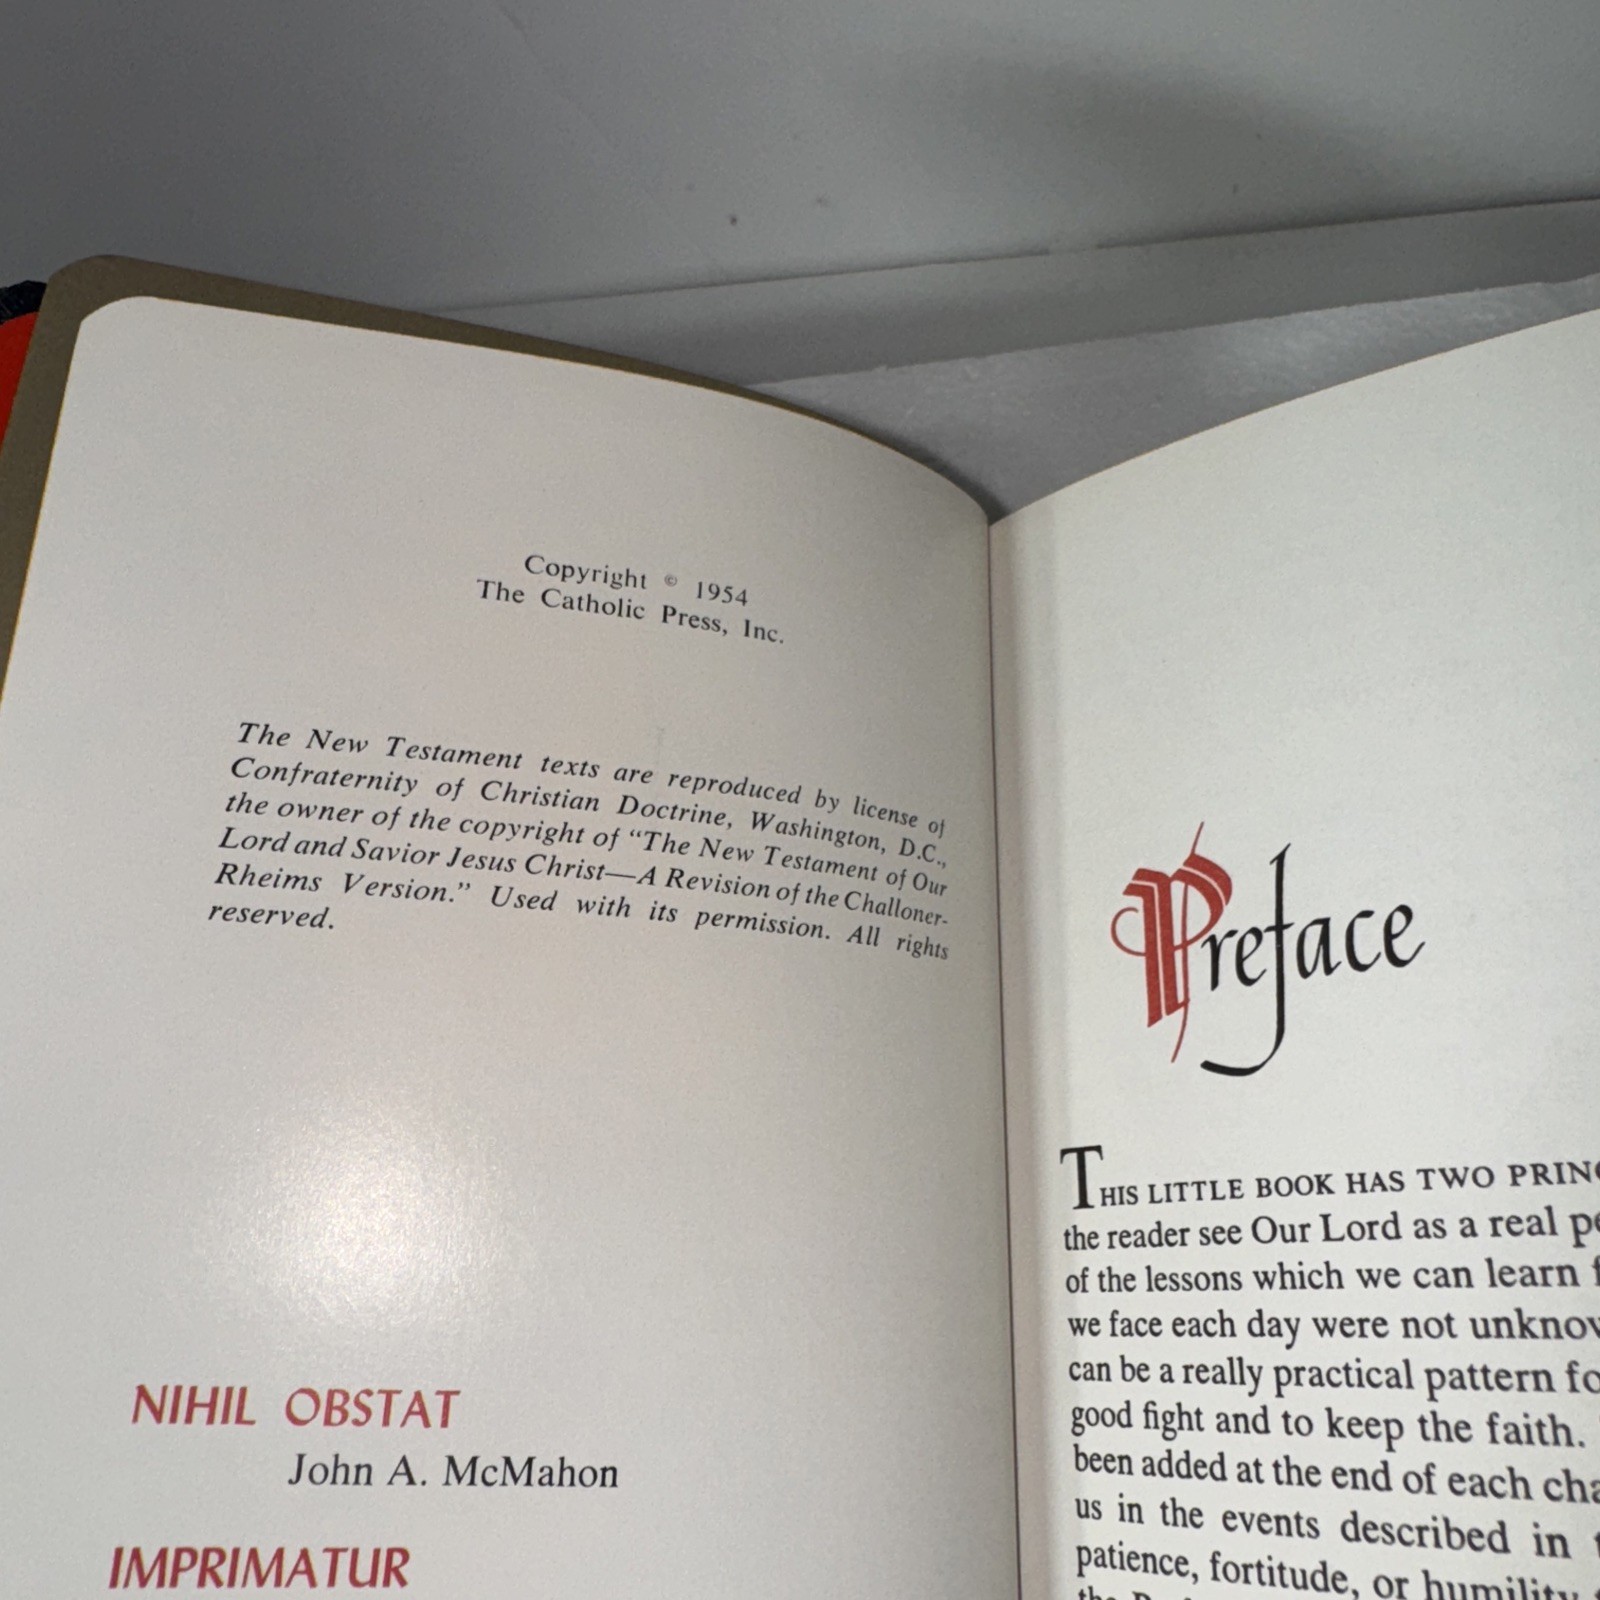 Copyright © 1954
The Catholic Press, Inc.
The New Testament texts are reproduced by license of
Confraternity of Christian Doctrine, Washington, D.C.,
the owner of the copyright of “The New Testament of Our
Lord and Savior Jesus Christ—A Revision of the Challoner-
Rheims Version.” Used with its permission. All rights
reserved.
NIHIL OBSTAT
John A. McMahon
IMPRIMATUR
Preface
THIS LITTLE BOOK HAS TWO
the reader see Our Lord as a real
of the lessons which we can learn
we face each day were not
can be a really practical pattern
good fight and to keep the faith.
been added at the end of each
us in the events described in
patience, fortitude, or humility